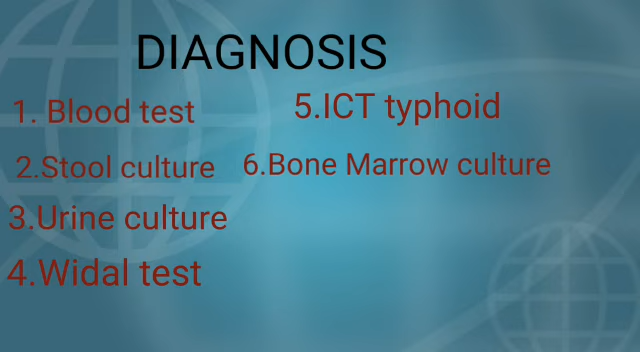 DIAGNOSIS
1. Blood test
2.Stool culture
3.Urine culture
4.Widal test
5.ICT typhoid
6.Bone Marrow culture